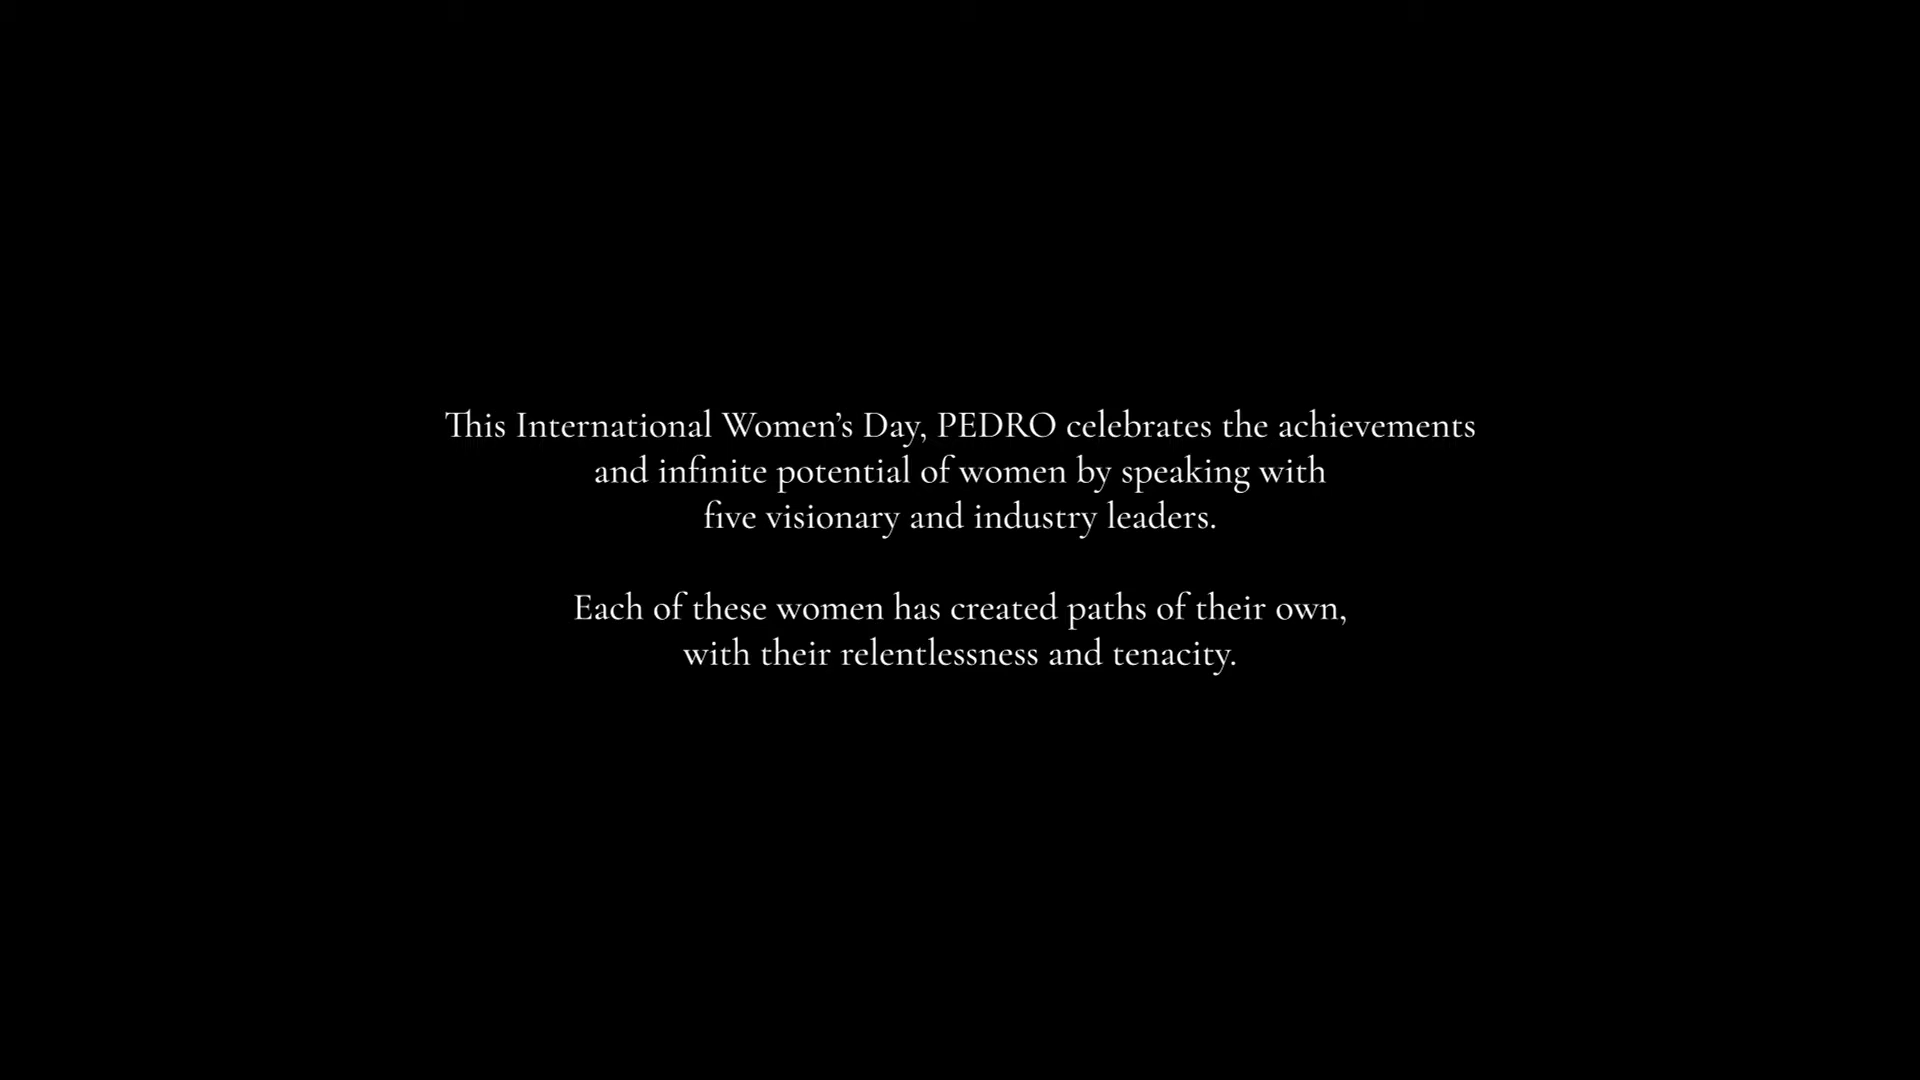 This International Women’s Day, PEDRO celebrates the achievements
and infinite potential of women by speaking with
five visionary and industry leaders.
Each of these women has created paths of their own,
with their relentlessness and tenacity.